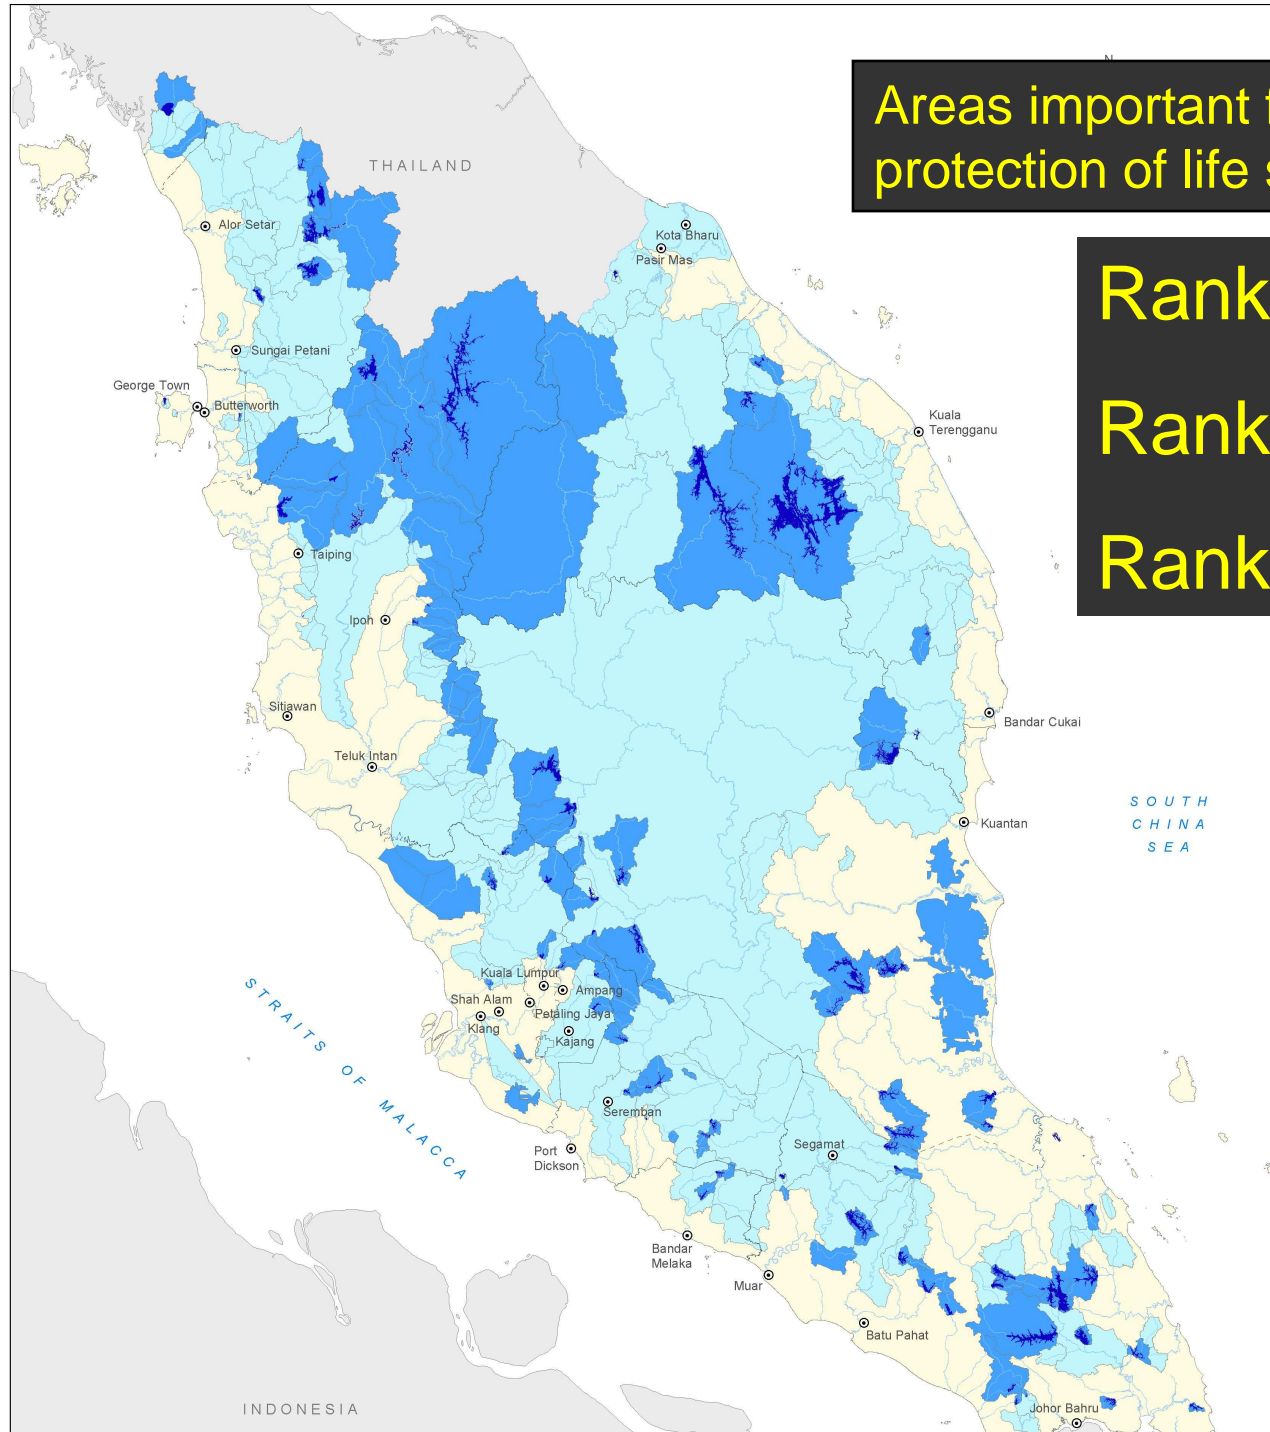 N
Areas important f
protection of life s
Rank
Rank
Rank
THAILAND
Alor Setar
Kota Bharu
Pasir Mas
Sungai Petani
George Town
Butterworth
Kuala
Terengganu
Taiping
Ipoh
Sitiawan
Bandar Cukai
Teluk Intan
SOUTH
CHINA
SEA
Kuantan
Kuala Lumpur
Ampang
Shah Alam
Petaling Jaya
Klang
Kajang
STRAITS OF MALACCA
Seremban
Port
Dickson
Segamat
Bandar
Melaka
Muar
Batu Pahat
INDONESIA
Johor Bahru